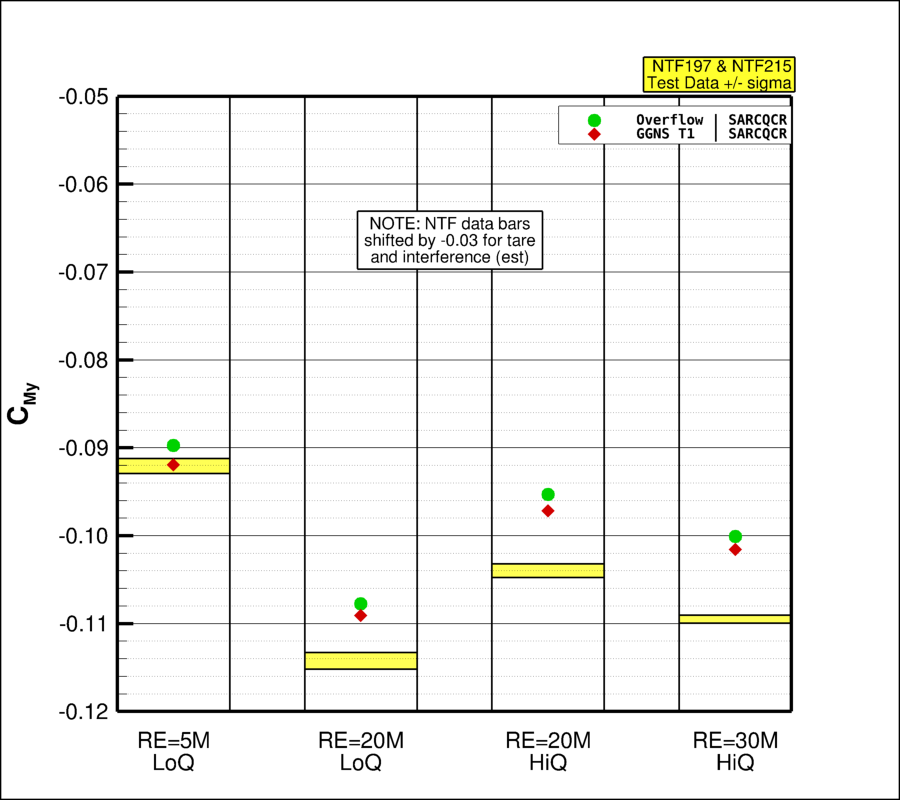 NTF197 & NTF215
Test Data +/- sigma
Overflow | SARCQCR
GGNS T1 | SARCQCR
NOTE: NTF data bars
shifted by -0.03 for tare
and interference (est)
CMy
-0.05
-0.06
-0.07
-0.08
-0.09
-0.10
-0.11
-0.12
RE=5M
LoQ
RE=20M
LoQ
RE=20M
HiQ
RE=30M
HiQ